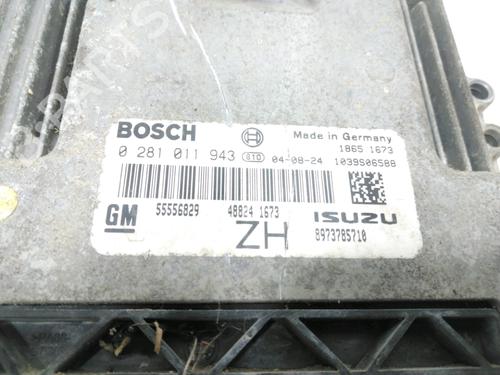 BOSCH
Made in Germany
1865 1673
0 281 011 943 610 04-08-24 1039S06588
GM 55556829 48824 1673 ISUZU
ZH 8973785710